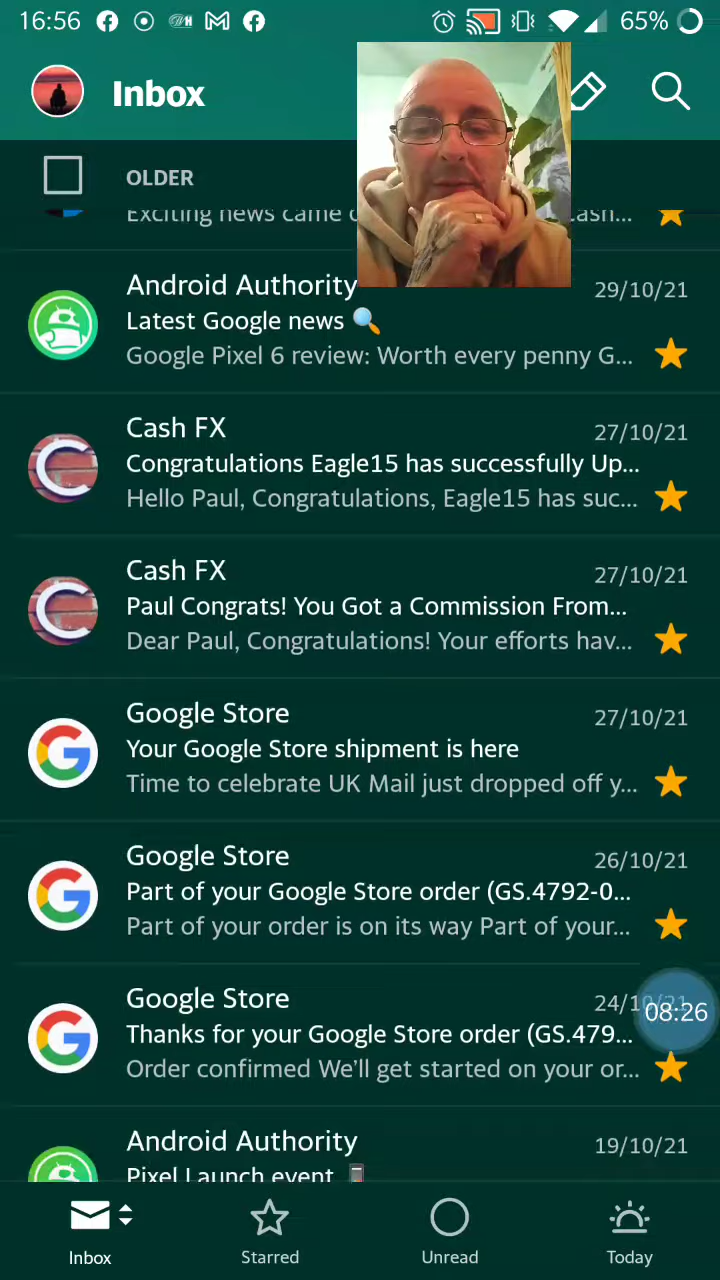 16:56
65%
Inbox
OLDER
Exciting news came
Android Authority
29/10/21
Latest Google news
Google Pixel 6 review: Worth every penny G...
Cash FX
27/10/21
Congratulations Eagle15 has successfully Up...
Hello Paul, Congratulations, Eagle15 has suc...
Cash FX
27/10/21
Paul Congrats! You Got a Commission From...
Dear Paul, Congratulations! Your efforts hav...
Google Store
27/10/21
Your Google Store shipment is here
Time to celebrate UK Mail just dropped off y...
Google Store
26/10/21
Part of your Google Store order (GS.4792-0...
Part of your order is on its way Part of your...
Google Store
24/10/21
08:26
Thanks for your Google Store order (GS.479...
Order confirmed We'll get started on your or...
Android Authority
19/10/21
Pixel Launch event
Inbox
Starred
Unread
Today